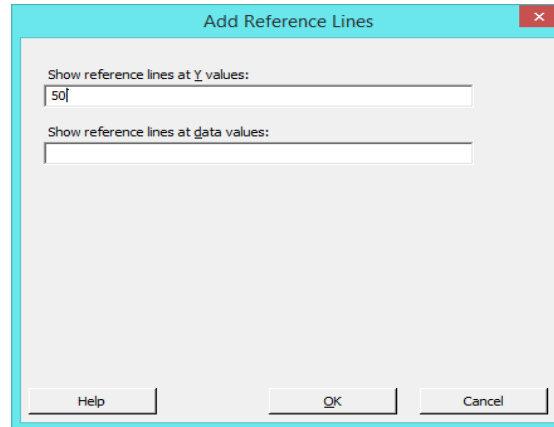 Add Reference Lines
Show reference lines at Y values:
50
Show reference lines at data values:
Help
OK
Cancel